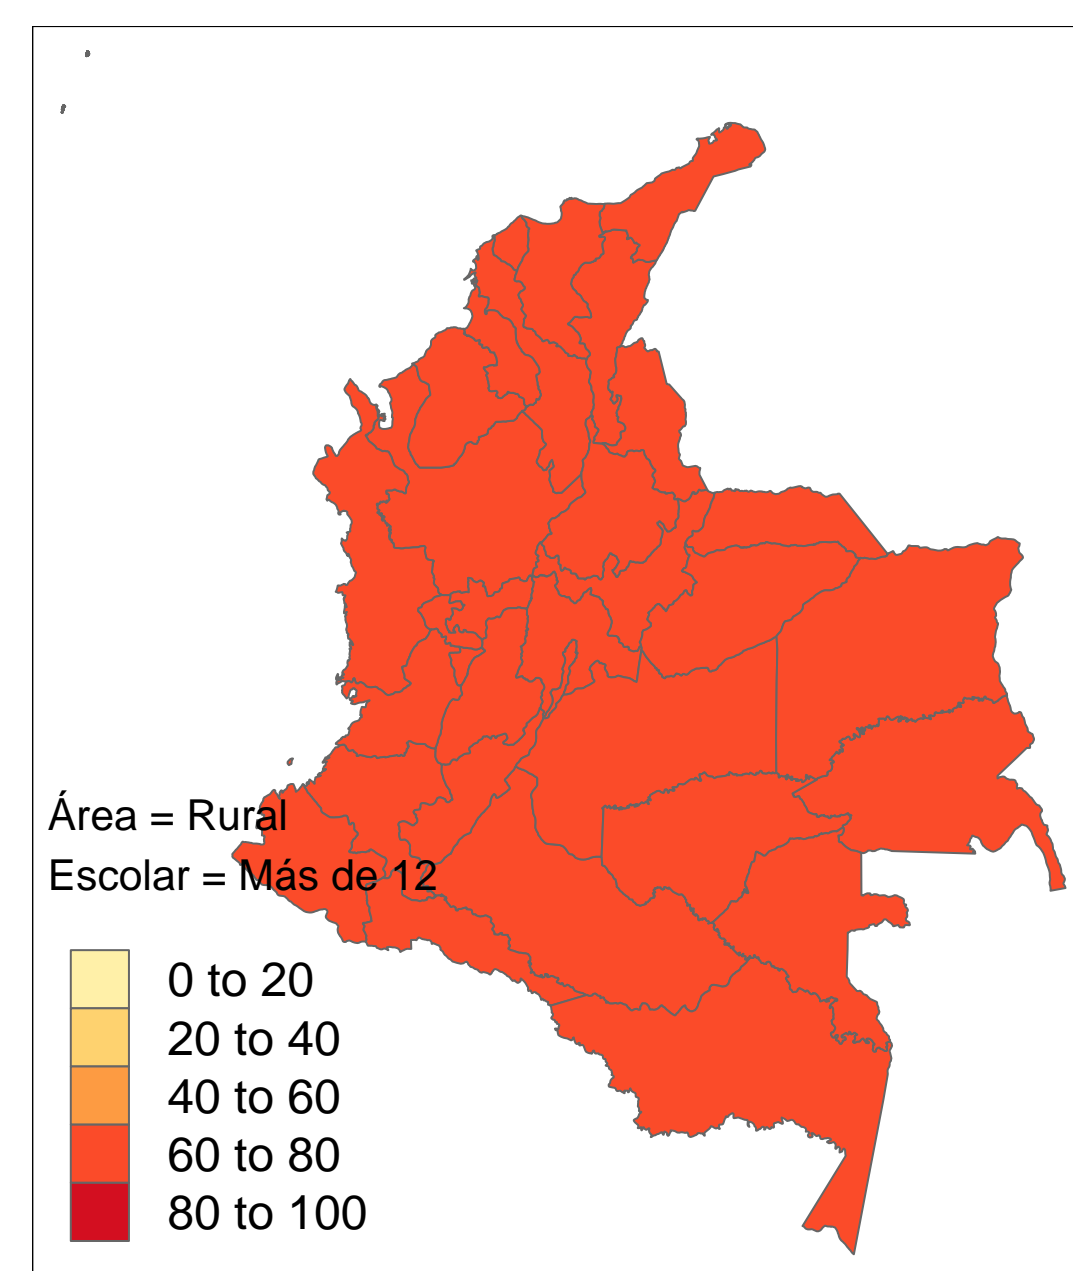 Área = Rural
Escolar = Más de 12
0 to 20
20 to 40
40 to 60
60 to 80
80 to 100